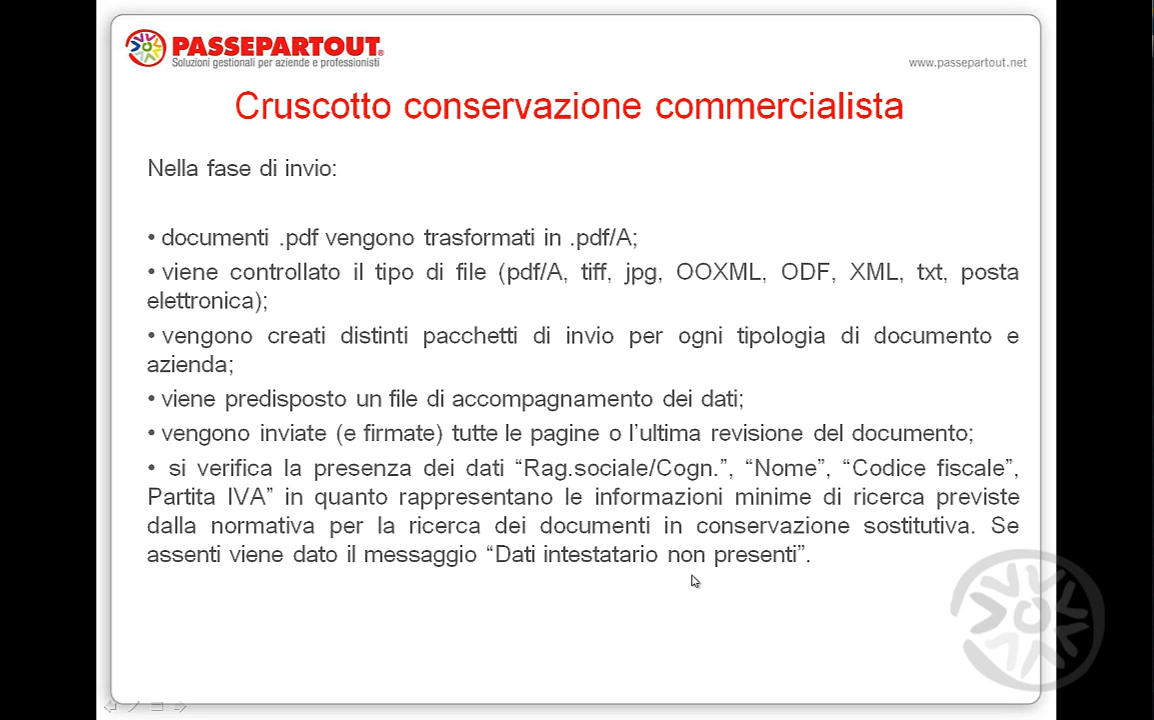 PASSEPARTOUT®
Soluzioni gestionali per aziende e professionisti
www.passepartout.net
Cruscotto conservazione commercialista
Nella fase di invio:
• documenti .pdf vengono trasformati in .pdf/A;
• viene controllato il tipo di file (pdf/A, tiff, jpg, OOXML, ODF, XML, txt, posta
elettronica);
• vengono creati distinti pacchetti di invio per ogni tipologia di documento e
azienda;
• viene predisposto un file di accompagnamento dei dati;
• vengono inviate (e firmate) tutte le pagine o l’ultima revisione del documento;
• si verifica la presenza dei dati “Rag.sociale/Cogn.”, “Nome”, “Codice fiscale”,
Partita IVA” in quanto rappresentano le informazioni minime di ricerca previste
dalla normativa per la ricerca dei documenti in conservazione sostitutiva. Se
assenti viene dato il messaggio “Dati intestatario non presenti”.